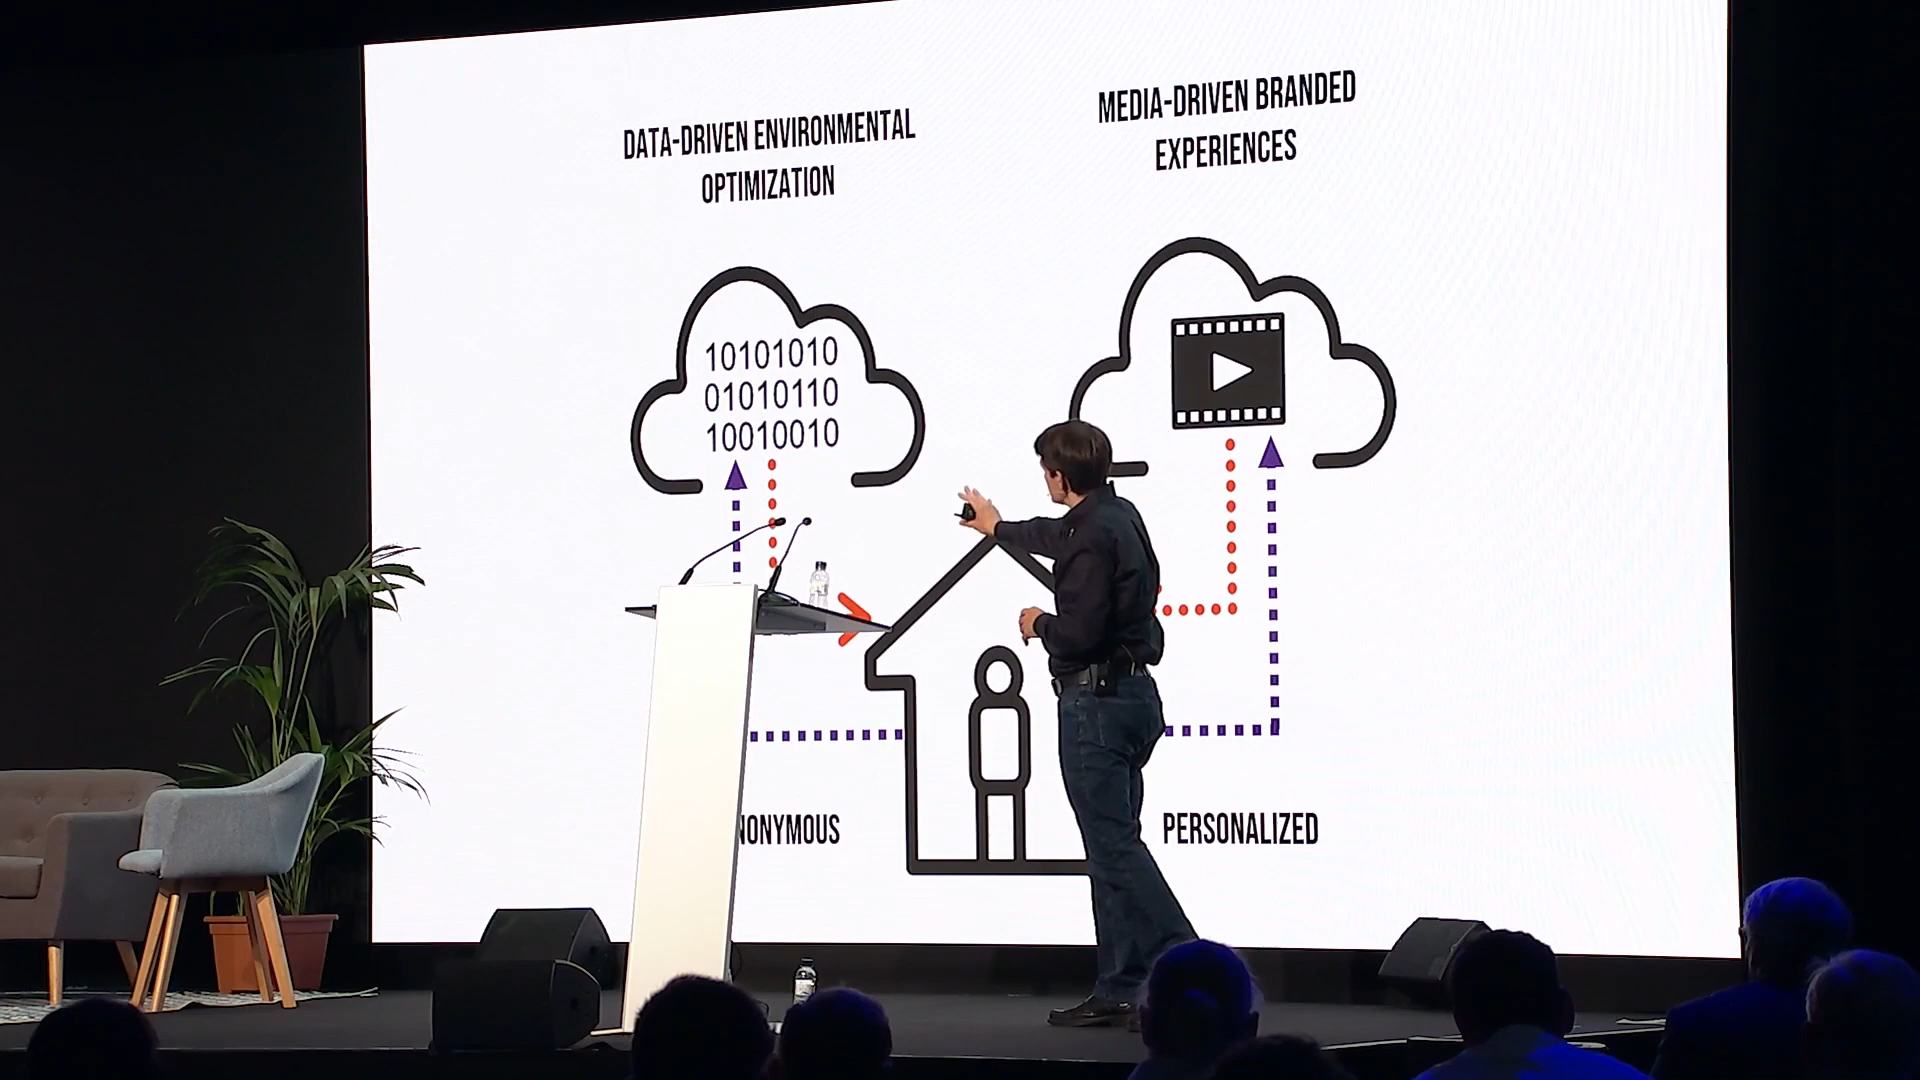 DATA-DRIVEN ENVIRONMENTAL
OPTIMIZATION
MEDIA-DRIVEN BRANDED
EXPERIENCES
10101010
01010110
10010010
NONYMOUS
PERSONALIZED